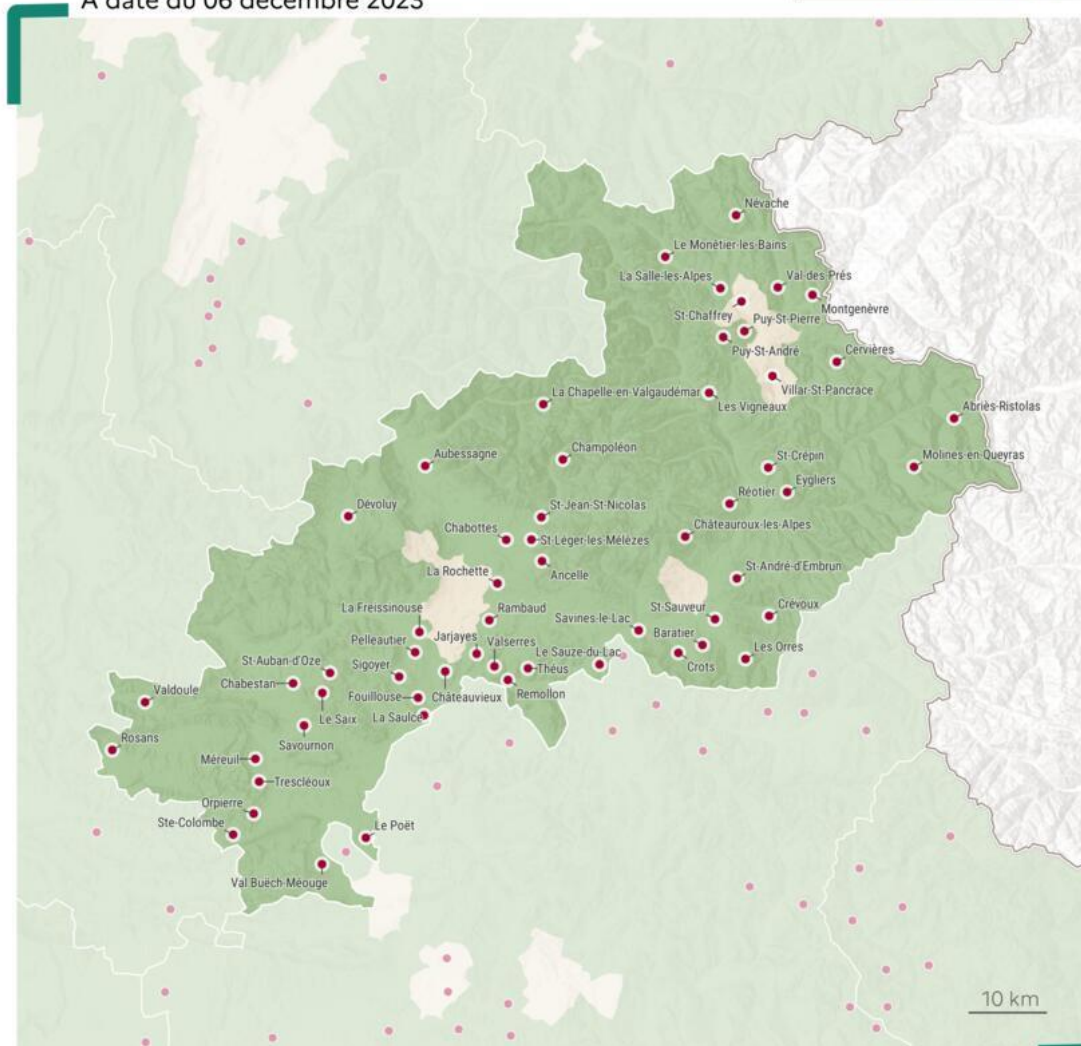 A date du 06 décembre 2023
Névache
Le Monêtier-les-Bains
La Salle-les-Alpes
Val-des-Prés
Montgenèvre
St-Chaffrey
Puy-St-Pierre
Puy-St-André
Cervières
Villar-St-Pancrace
La Chapelle-en-Valgaudémar
Les Vigneaux
Abriès-Ristolas
Aubessagne
Champoléon
St-Crépin
Molines-en-Queyras
Eygliers
Réotier
Dévoluy
St-Jean-St-Nicolas
Châteauroux-les-Alpes
Chabottes
St-Léger-les-Mélèzes
Ancelle
La Rochette
St-André-d'Embrun
La Freissinouse
Rambaud
Savines-le-Lac
St-Sauveur
Crévoux
Pelleautier
Jarjayes
Valserres
Baratier
Le Sauze-du-Lac
Les Orres
St-Auban-d'Oze
Sigoyer
Théus
Crots
Chabestan
Valdoule
Fouillouse
Châteauvieux
Remollon
Le Saix
La Saulce
Rosans
Savournon
Méreuil
Trescléoux
Orpierre
Ste-Colombe
Le Poët
Val Buëch-Méouge
10 km